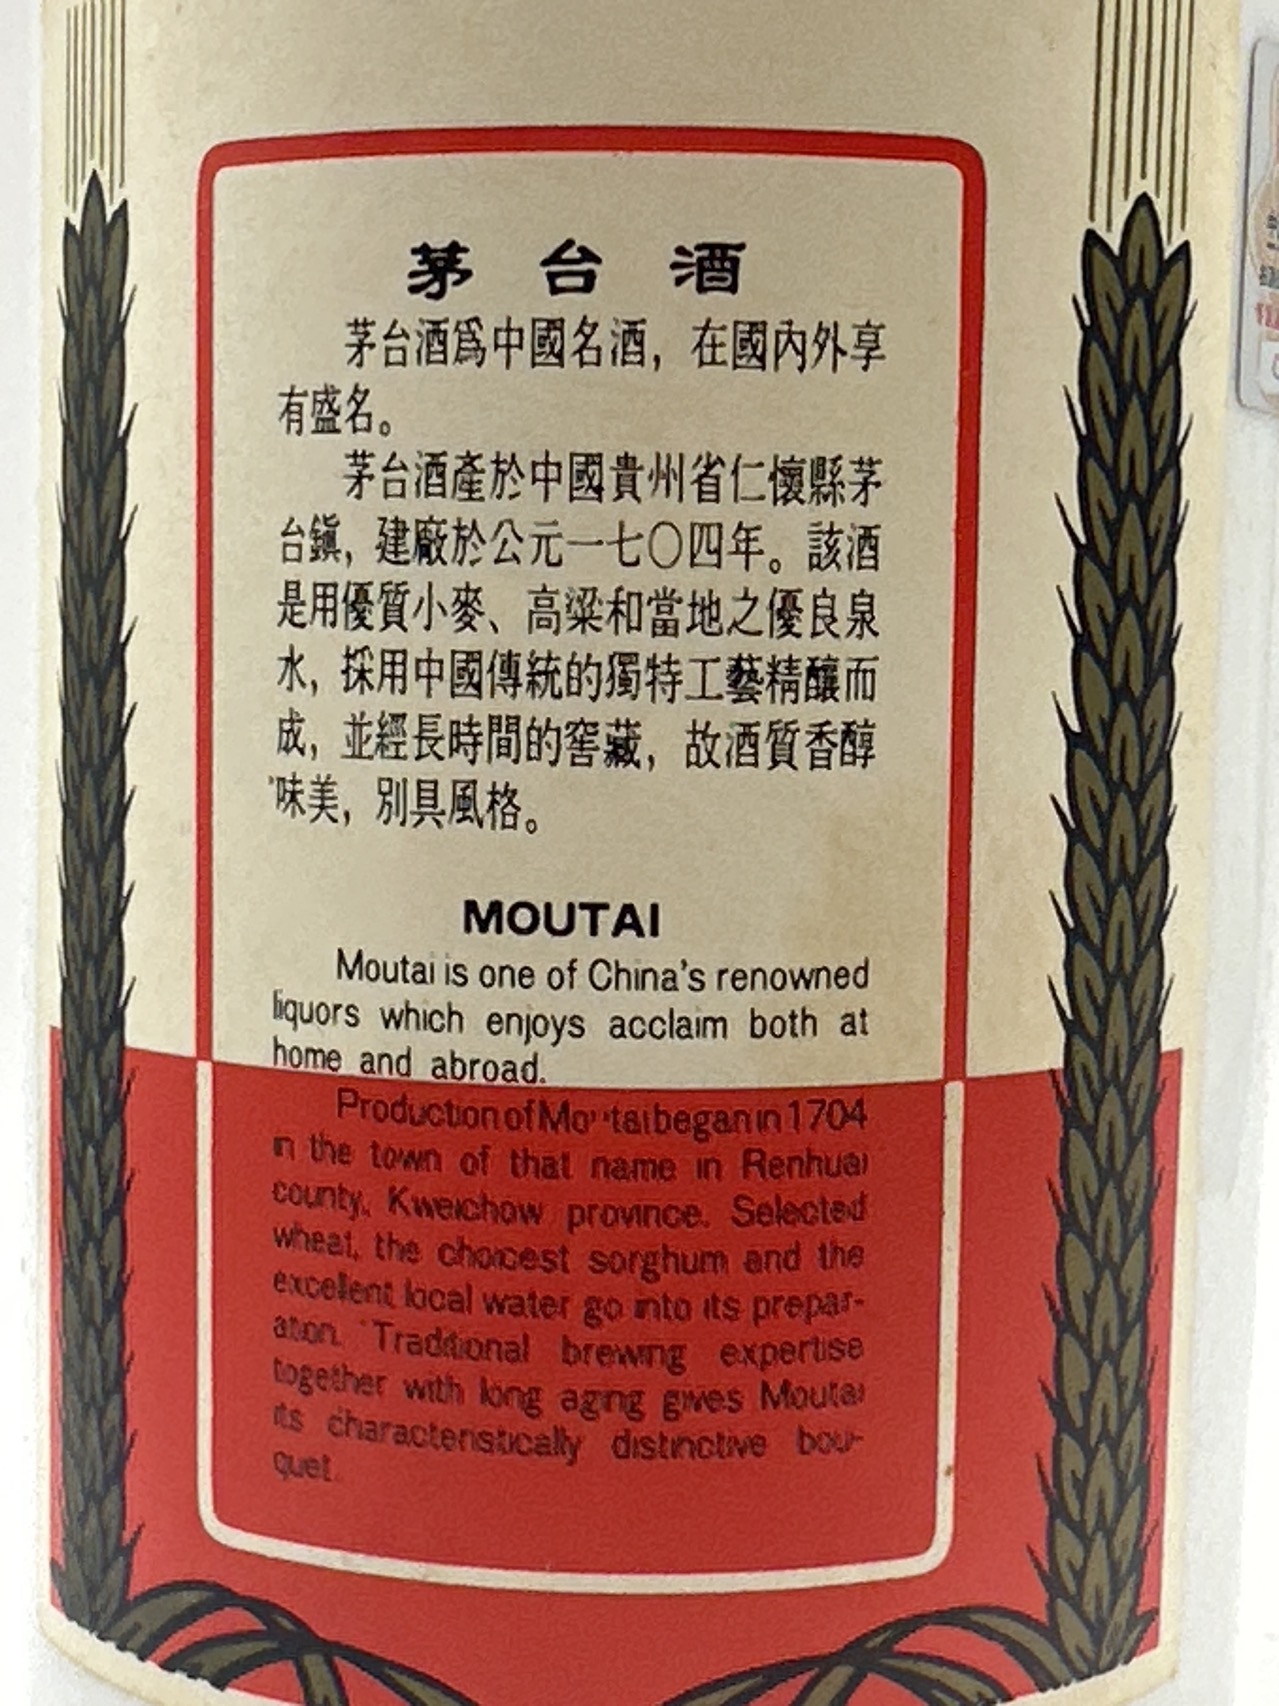 茅台酒
茅台酒爲中國名酒，在國內外享
有盛名。
茅台酒產於中國貴州省仁懷縣茅
台鎭，建廠於公元一七〇四年。該酒
是用優質小麥、高粱和當地之優良泉
水，採用中國傳統的獨特工藝精釀而
成，並經長時間的窖藏，故酒質香醇
味美，別具風格。
MOUTAI
Moutai is one of China's renowned
liquors which enjoys acclaim both at
home and abroad.
Production of Moutai began in 1704
in the town of that name in Renhuai
county, Kweichow province. Selected
wheat, the choicest sorghum and the
excellent local water go into its prepar-
ation. Traditional brewing expertise
together with long aging gives Moutai
its characteristically distinctive bou-
quet.